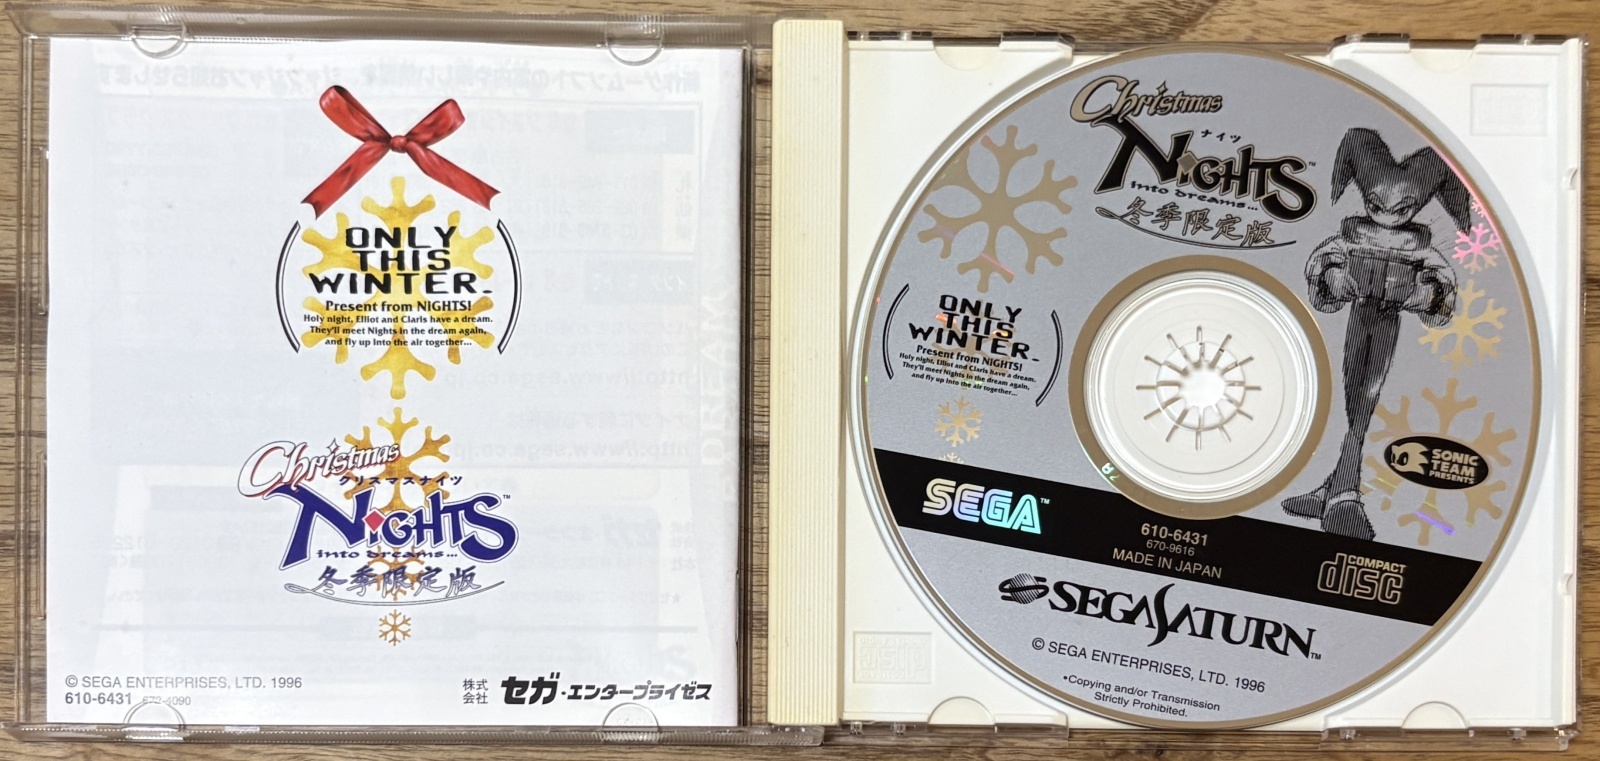 ONLY
THIS
WINTER.
Present from NiGHTS!
Holy night, Elliot and Claris have a dream.
They'll meet Nights in the dream again,
and fly up into the air together...
Christmas
クリスマスナイツ
NiGHTS™
into dreams...
冬季限定版
© SEGA ENTERPRISES, LTD. 1996
610-6431 672-4090
株式会社 セガ・エンタープライゼス
Christmas
ナイツ
NiGHTS™
into dreams...
冬季限定版
ONLY
THIS
WINTER.
Present from NiGHTS!
Holy night, Elliot and Claris have a dream.
They'll meet Nights in the dream again,
and fly up into the air together...
SONIC
TEAM
PRESENTS
SEGA™
610-6431
670-9616
MADE IN JAPAN
COMPACT
disc
SEGA SATURN™
© SEGA ENTERPRISES, LTD. 1996
•Copying and/or Transmission
Strictly Prohibited.